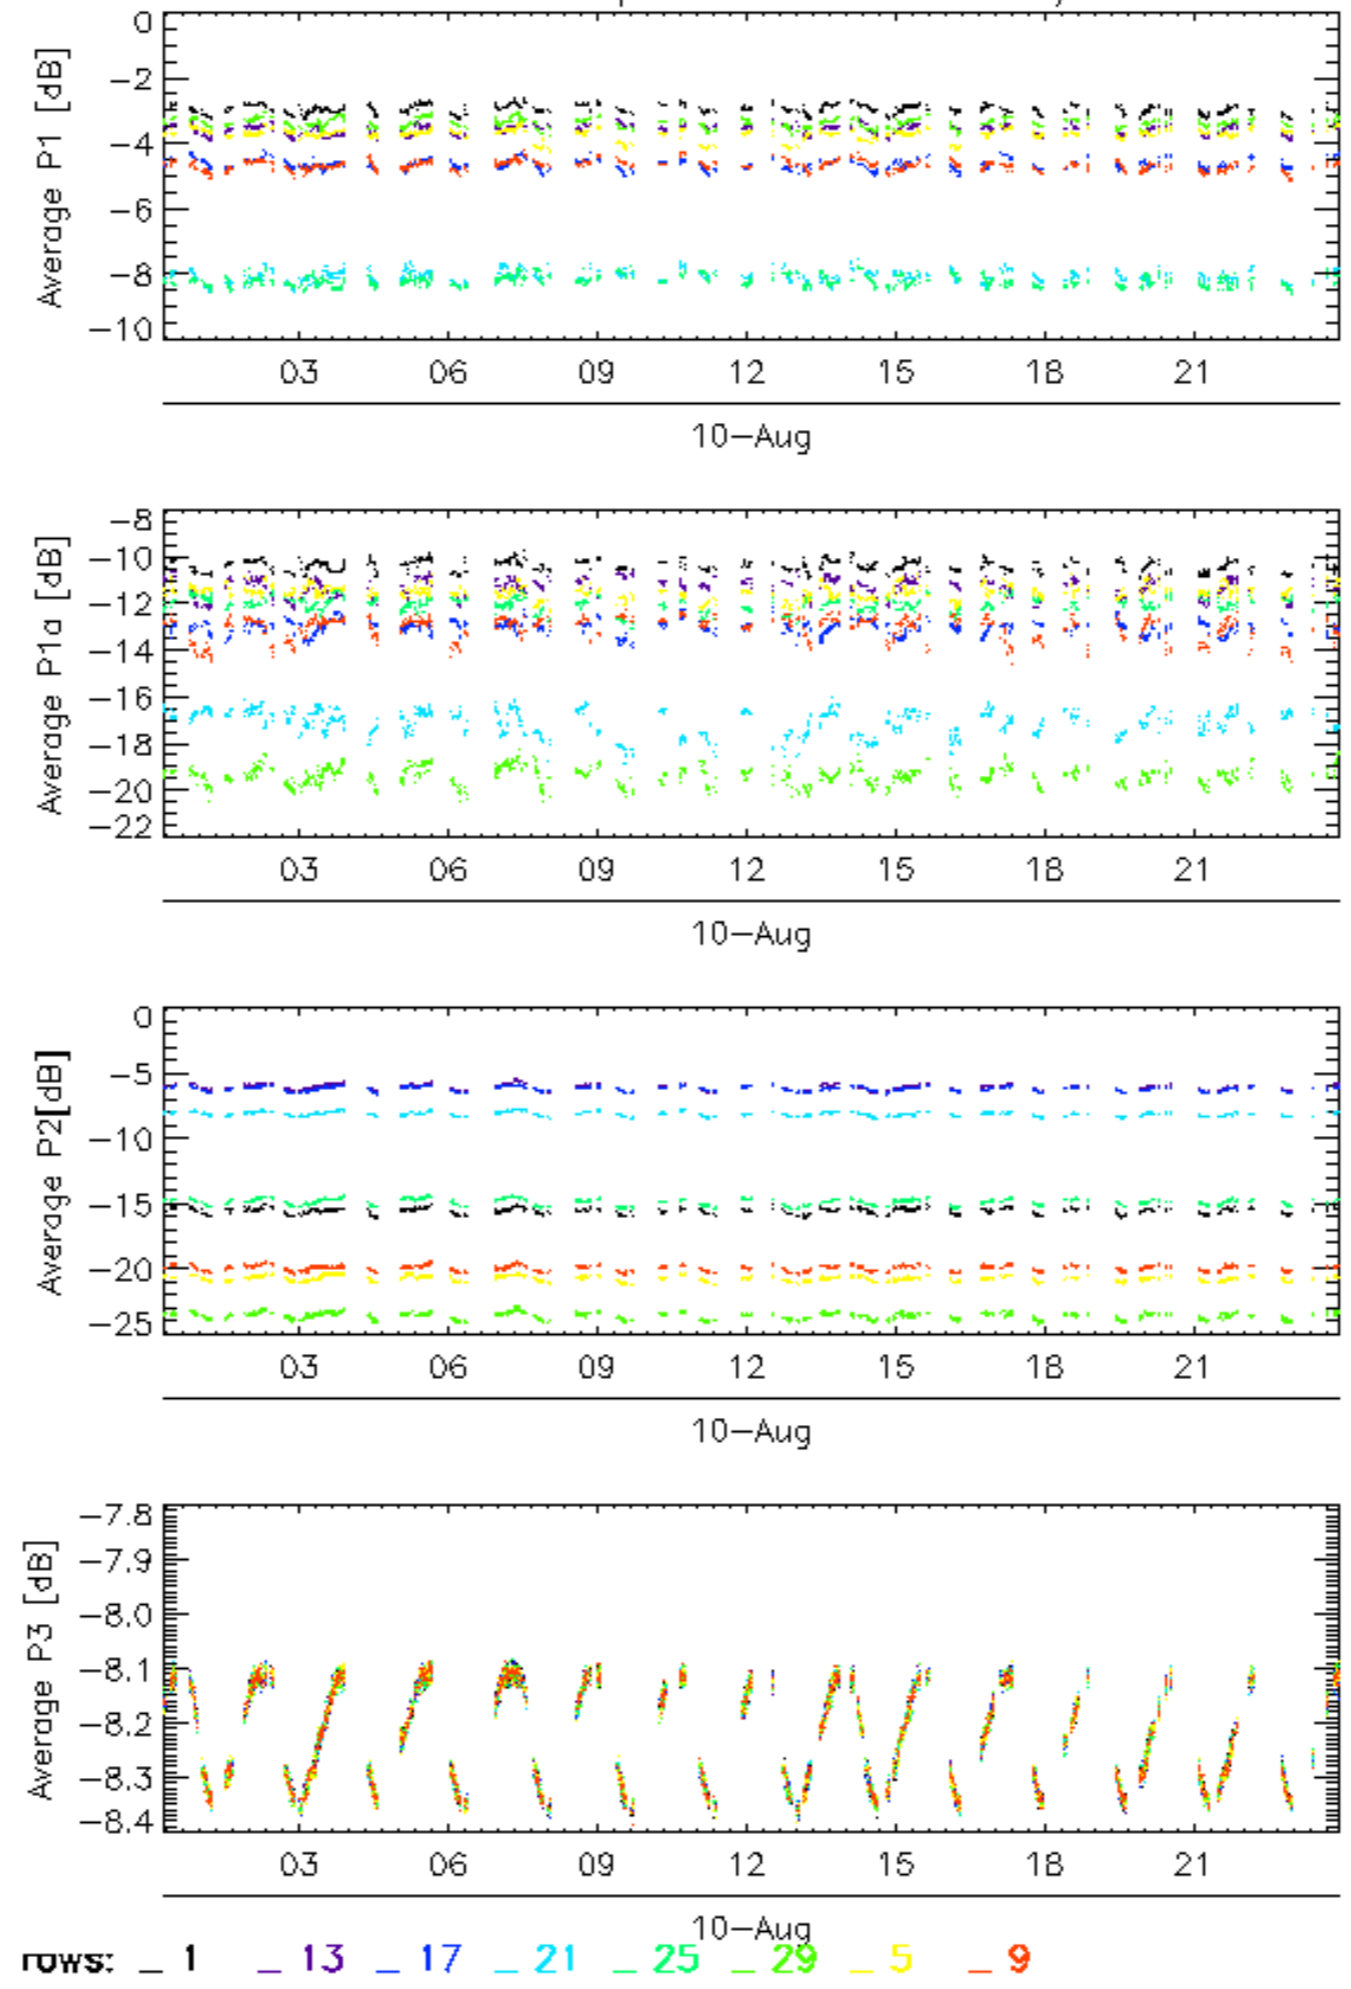 Average P1 [dB]
0
−2
−4
−6
−8
−10
03 06 09 12 15 18 21
10−Aug
Average P1a [dB]
−8
−10
−12
−14
−16
−18
−20
−22
03 06 09 12 15 18 21
10−Aug
Average P2[dB]
0
−5
−10
−15
−20
−25
03 06 09 12 15 18 21
10−Aug
Average P3 [dB]
−7.8
−7.9
−8.0
−8.1
−8.2
−8.3
−8.4
03 06 09 12 15 18 21
10−Aug
rows: _ 1 _ 13 _ 17 _ 21 _ 25 _ 29 _ 5 _ 9